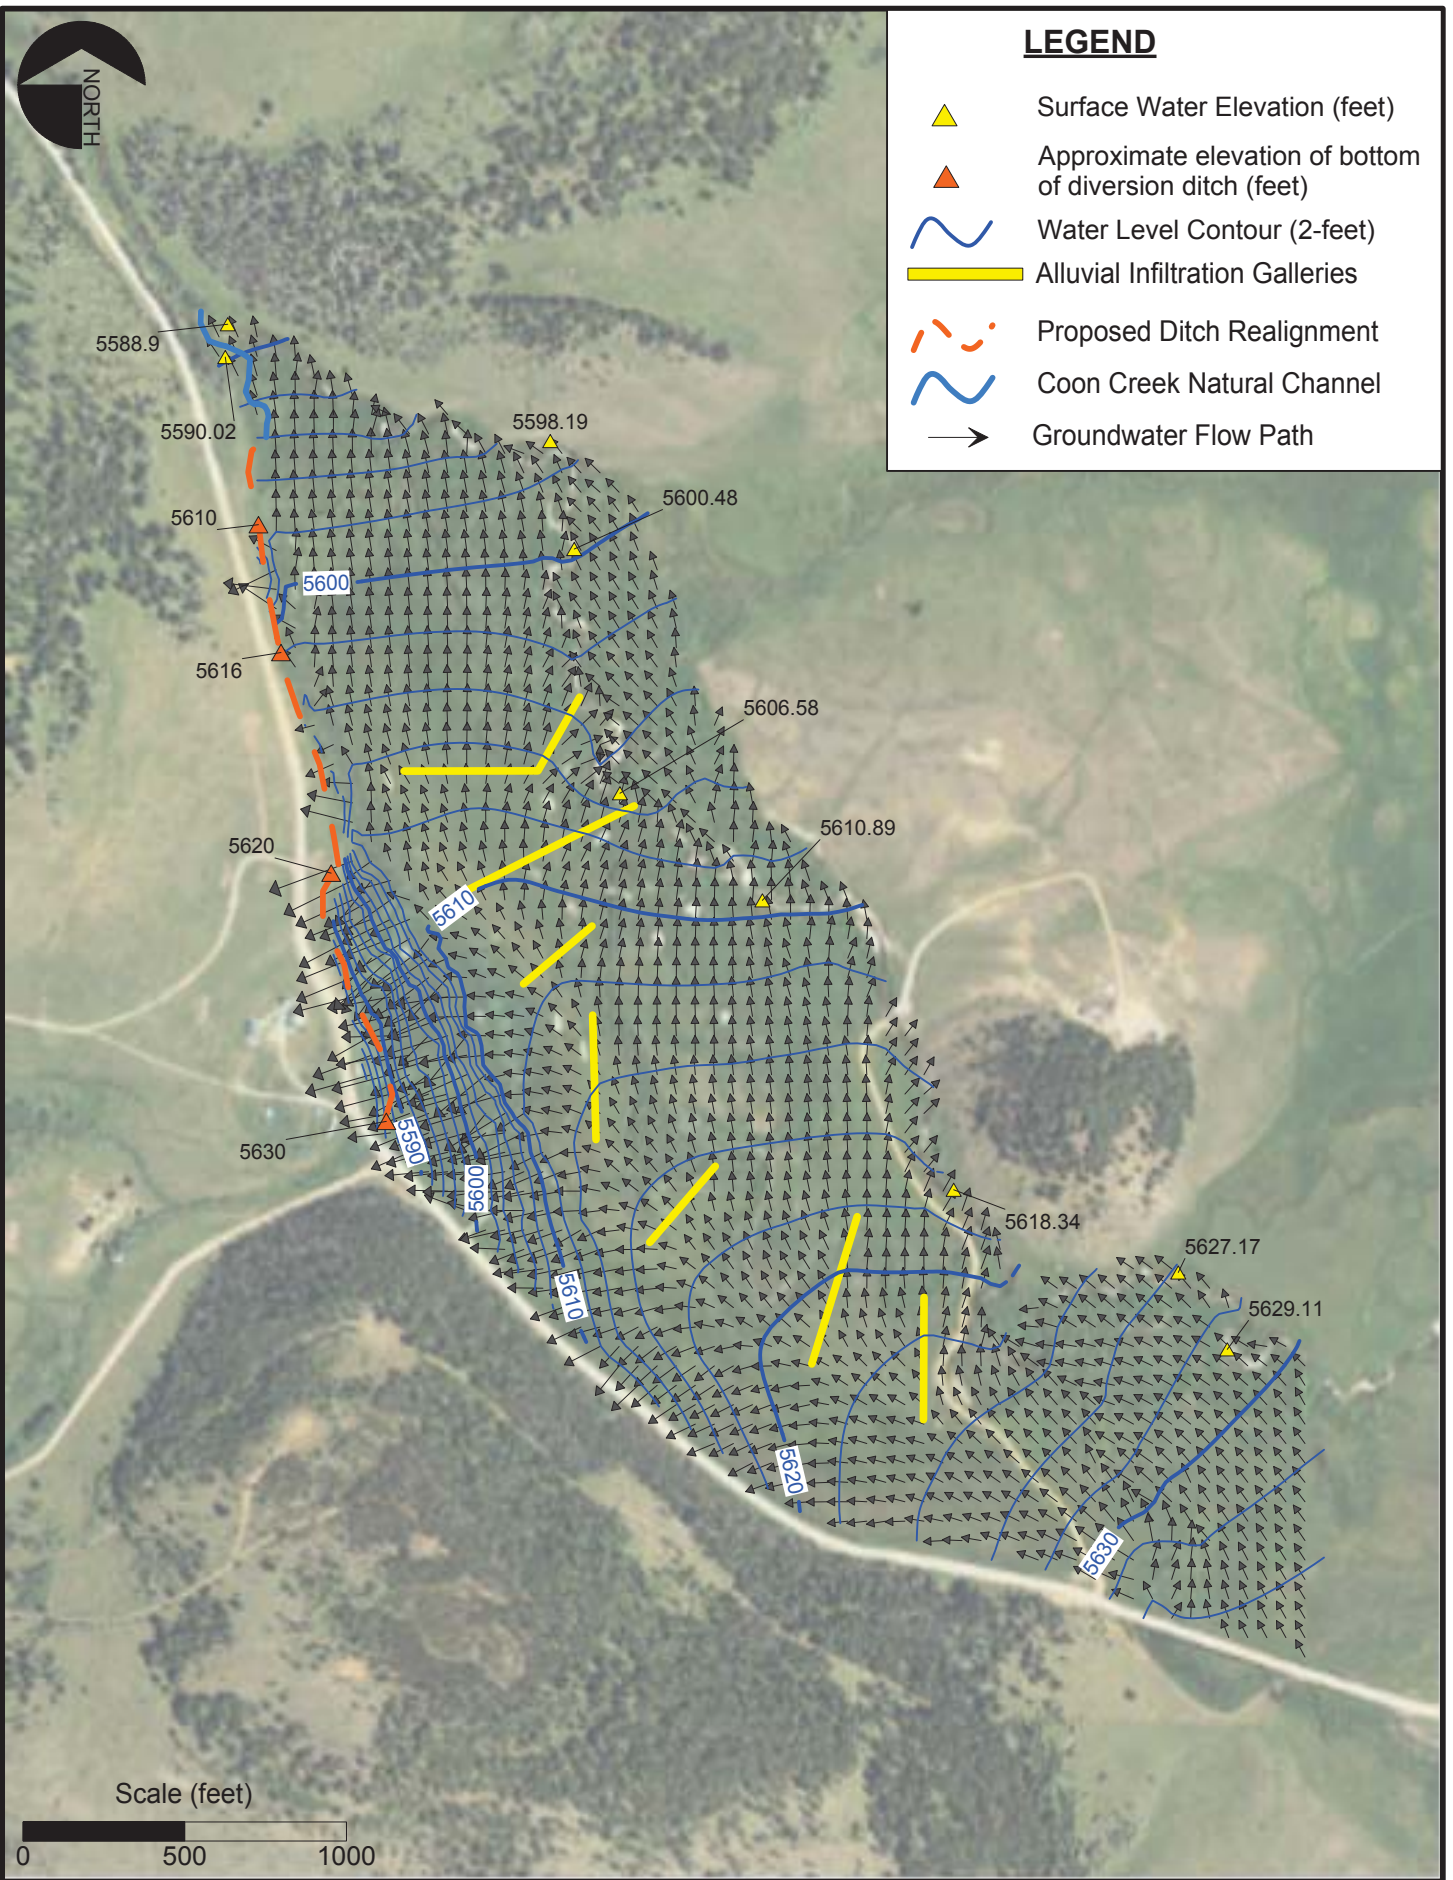 NORTH
LEGEND
Surface Water Elevation (feet)
Approximate elevation of bottom
of diversion ditch (feet)
Water Level Contour (2-feet)
Alluvial Infiltration Galleries
Proposed Ditch Realignment
Coon Creek Natural Channel
Groundwater Flow Path
5588.9
5590.02
5598.19
5600.48
5610
5600
5616
5606.58
5610.89
5620
5610
5630
5590
5600
5618.34
5627.17
5610
5629.11
5620
5630
Scale (feet)
0 500 1000